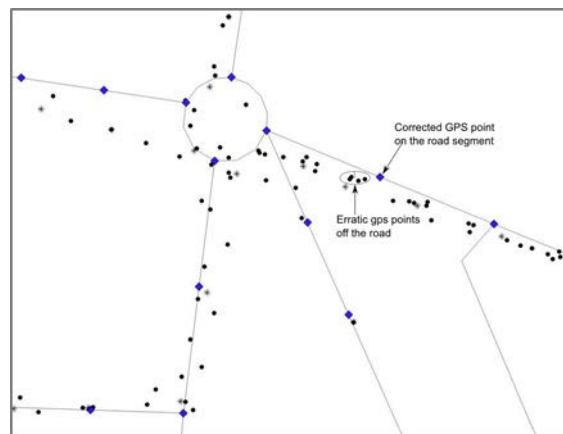 Corrected GPS point
on the road segment
Erratic gps points
off the road